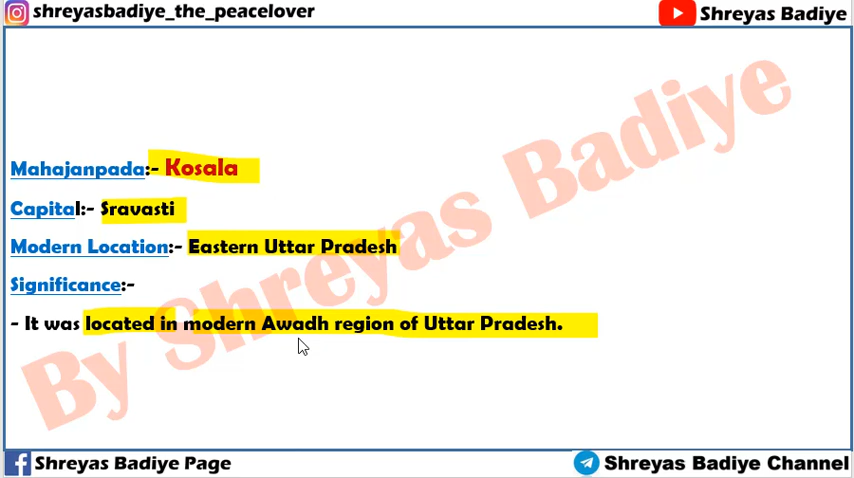 shreyasbadiye_the_peacelover
Shreyas Badiye
Mahajanpada:- Kosala
Capital:- Sravasti
Modern Location:- Eastern Uttar Pradesh
Significance:-
- It was located in modern Awadh region of Uttar Pradesh.
By Shreyas Badiye
Shreyas Badiye Page
Shreyas Badiye Channel